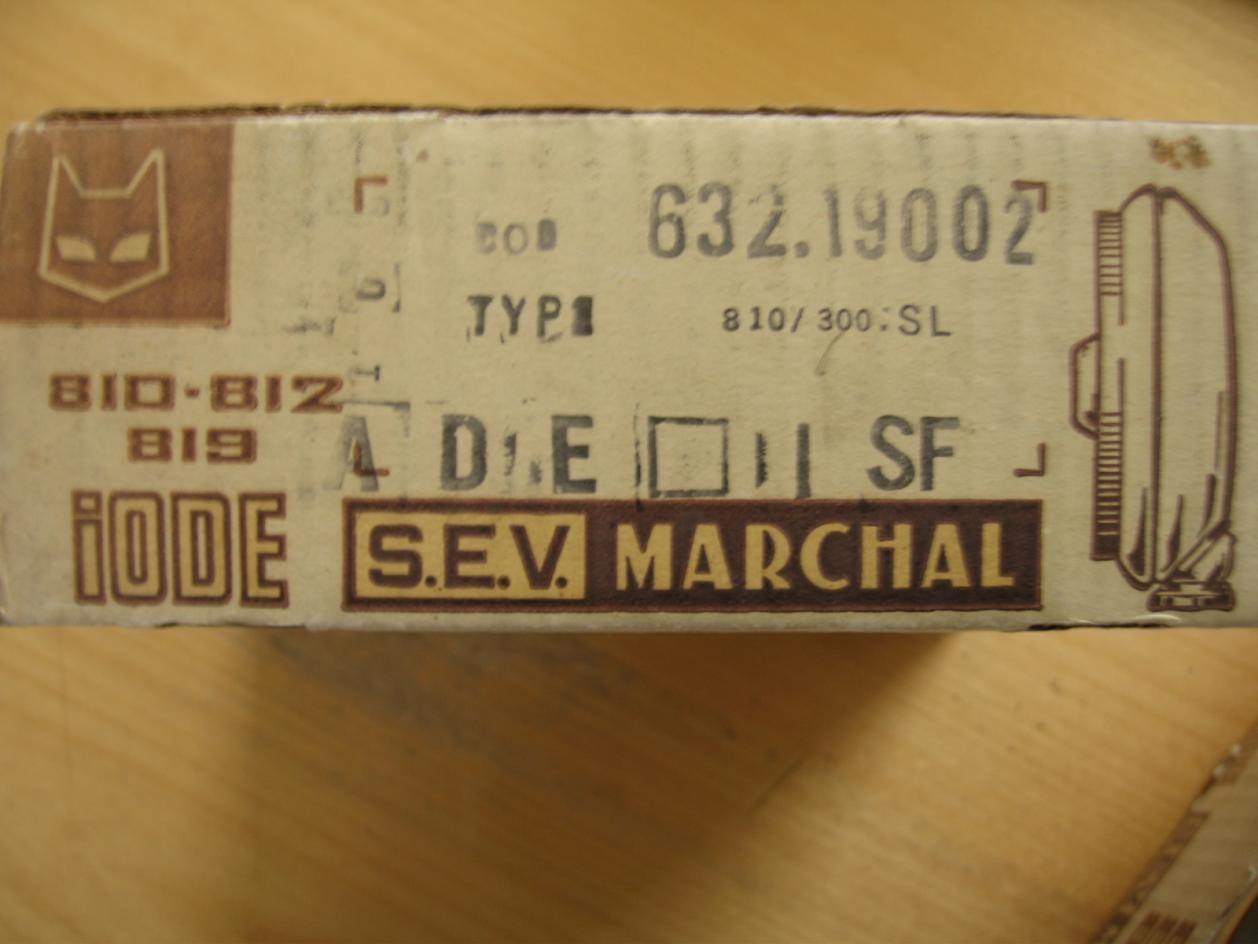 COD 632.19002
TYPE 810/300 SL
810-812
819
A D E SF
iODE
S.E.V. MARCHAL